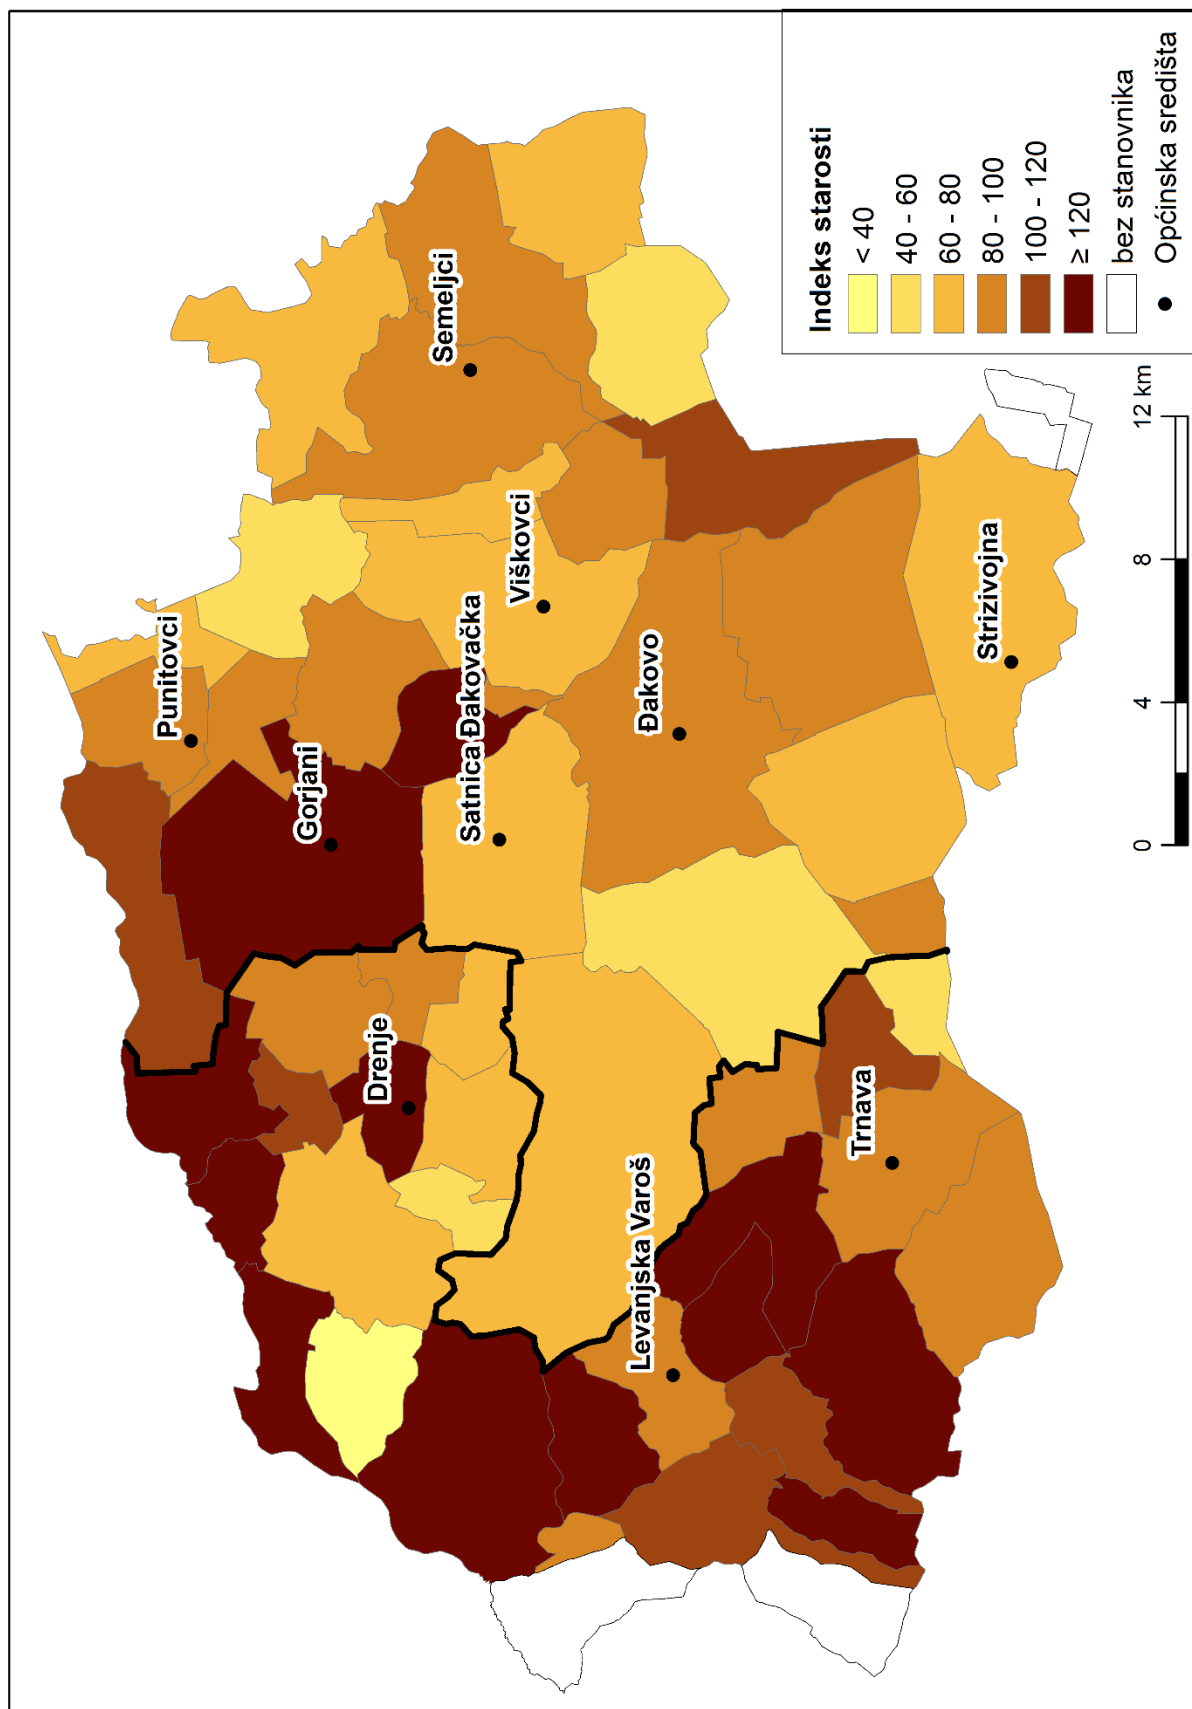 Punitovci
Gorjani
Semeljci
Drenje
Satnica Đakovačka
Viškovci
Levanjska Varoš
Đakovo
Trnava
Strizivojna
Indeks starosti
< 40
40 - 60
60 - 80
80 - 100
100 - 120
≥ 120
bez stanovnika
Općinska središta
0 4 8 12 km